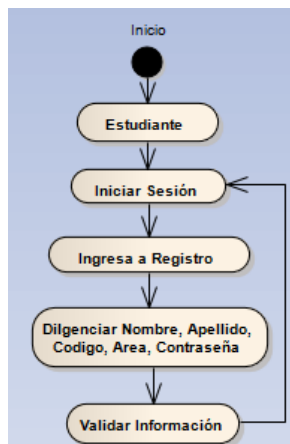 Inicio
Estudiante
Iniciar Sesión
Ingresa a Registro
Dilgenciar Nombre, Apellido,
Codigo, Area, Contraseña
Validar Información